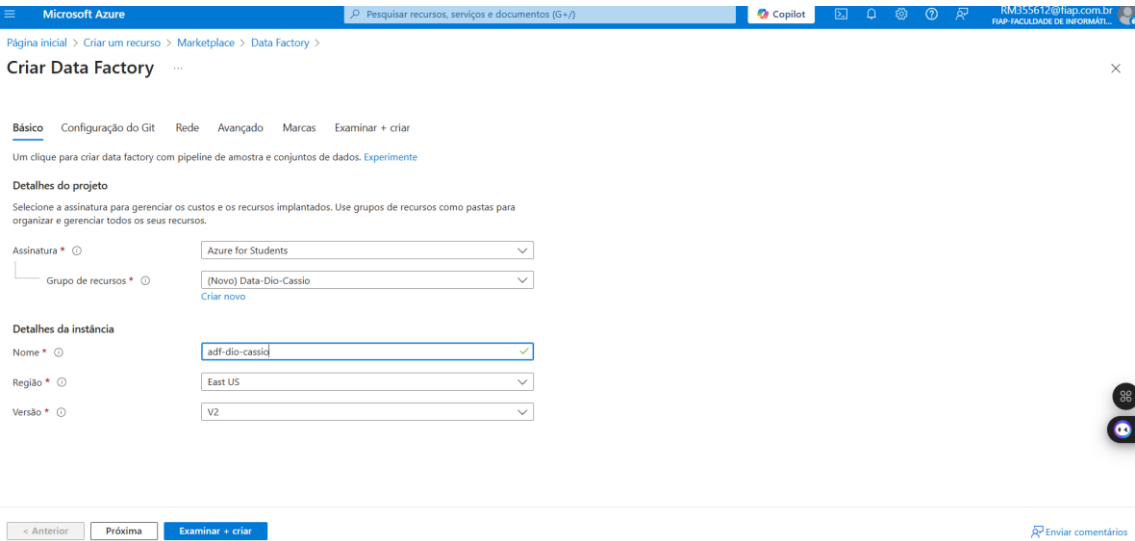 Microsoft Azure
Pesquisar recursos, serviços e documentos (G+/)
Copilot
RM355612@fiap.com.br
FIAP-FACULDADE DE INFORMÁTI...
Página inicial > Criar um recurso > Marketplace > Data Factory >
Criar Data Factory ...
Básico Configuração do Git Rede Avançado Marcas Examinar + criar
Um clique para criar data factory com pipeline de amostra e conjuntos de dados. Experimente
Detalhes do projeto
Selecione a assinatura para gerenciar os custos e os recursos implantados. Use grupos de recursos como pastas para
organizar e gerenciar todos os seus recursos.
Assinatura * Azure for Students
Grupo de recursos * (Novo) Data-Dio-Cassio
Criar novo
Detalhes da instância
Nome * adf-dio-cassio
Região * East US
Versão * V2
< Anterior Próxima Examinar + criar
Enviar comentários